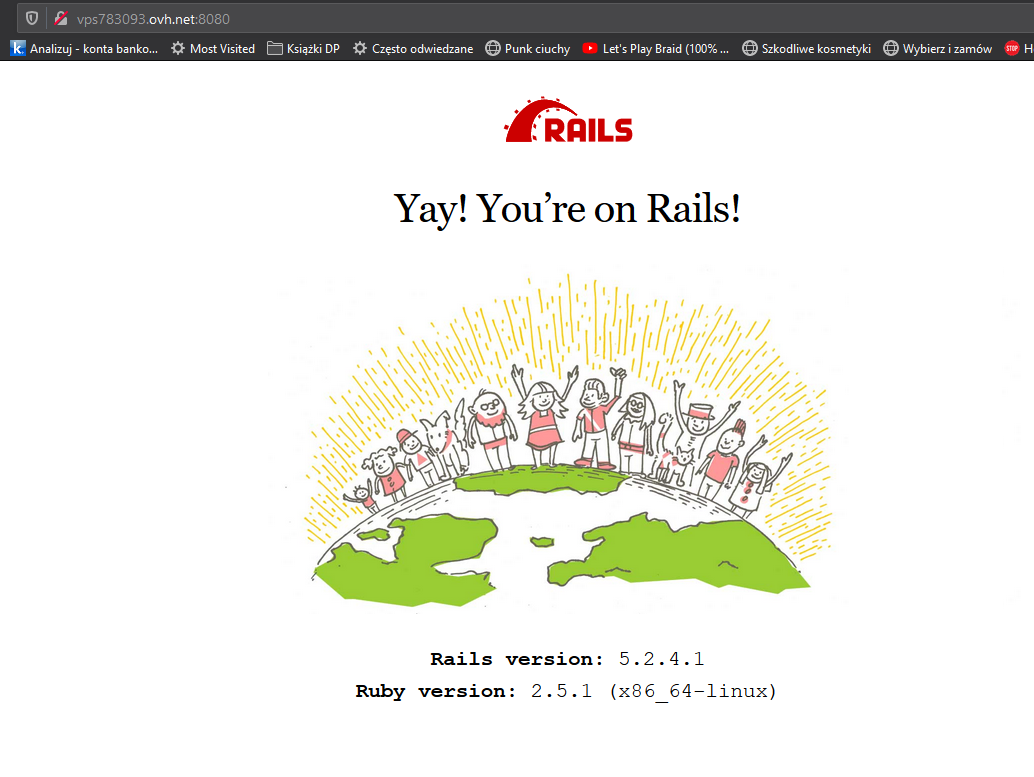 vps783093.ovh.net:8080
Analizuj - konta banko... Most Visited Książki DP Często odwiedzane Punk ciuchy Let's Play Braid (100% ... Szkodliwe kosmetyki Wybierz i zamów STOP H
RAILS
Yay! You’re on Rails!
Rails version: 5.2.4.1
Ruby version: 2.5.1 (x86_64-linux)